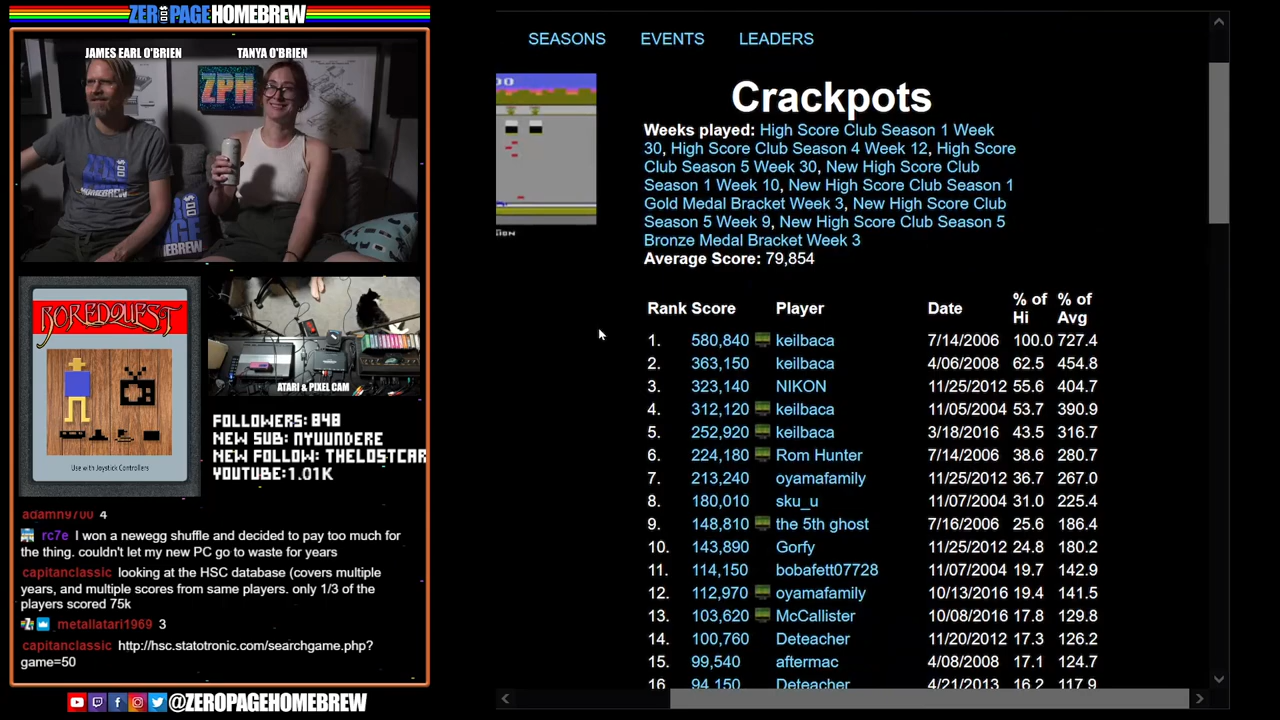 ZEROPAGEHOMEBREW
JAMES EARL O'BRIEN
TANYA O'BRIEN
ZPH
BOREDQUEST
Use with Joystick Controllers
ATARI & PIXEL CAM
FOLLOWERS: 848
NEW SUB: NYUUNDERE
NEW FOLLOW: THELOSTCAR
YOUTUBE:1.01K
adamn9700 4
rc7e I won a newegg shuffle and decided to pay too much for
the thing. couldn't let my new PC go to waste for years
capitanclassic looking at the HSC database (covers multiple
years, and multiple scores from same players. only 1/3 of the
players scored 75k
metallatari1969 3
capitanclassic http://hsc.statotronic.com/searchgame.php?
game=50
@ZEROPAGEHOMEBREW
SEASONS EVENTS LEADERS
Crackpots
Weeks played: High Score Club Season 1 Week
30, High Score Club Season 4 Week 12, High Score
Club Season 5 Week 30, New High Score Club
Season 1 Week 10, New High Score Club Season 1
Gold Medal Bracket Week 3, New High Score Club
Season 5 Week 9, New High Score Club Season 5
Bronze Medal Bracket Week 3
Average Score: 79,854
Rank Score Player Date % of Hi % of Avg
1. 580,840 keilbaca 7/14/2006 100.0 727.4
2. 363,150 keilbaca 4/06/2008 62.5 454.8
3. 323,140 NIKON 11/25/2012 55.6 404.7
4. 312,120 keilbaca 11/05/2004 53.7 390.9
5. 252,920 keilbaca 3/18/2016 43.5 316.7
6. 224,180 Rom Hunter 7/14/2006 38.6 280.7
7. 213,240 oyamafamily 11/25/2012 36.7 267.0
8. 180,010 sku_u 11/07/2004 31.0 225.4
9. 148,810 the 5th ghost 7/16/2006 25.6 186.4
10. 143,890 Gorfy 11/25/2012 24.8 180.2
11. 114,150 bobafett07728 11/07/2004 19.7 142.9
12. 112,970 oyamafamily 10/13/2016 19.4 141.5
13. 103,620 McCallister 10/08/2016 17.8 129.8
14. 100,760 Deteacher 11/20/2012 17.3 126.2
15. 99,540 aftermac 4/08/2008 17.1 124.7
16 94,150 Deteacher 4/21/2013 16.2 117.9